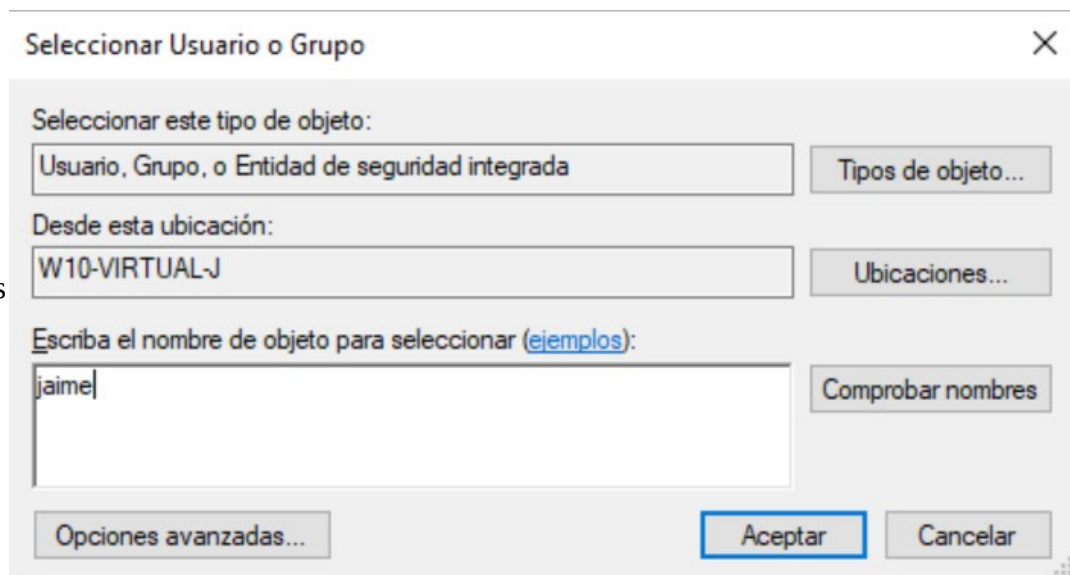 Seleccionar Usuario o Grupo
Seleccionar este tipo de objeto:
Usuario, Grupo, o Entidad de seguridad integrada
Tipos de objeto...
Desde esta ubicación:
W10-VIRTUAL-J
Ubicaciones...
s
Escriba el nombre de objeto para seleccionar (ejemplos):
jaime
Comprobar nombres
Opciones avanzadas...
Aceptar
Cancelar